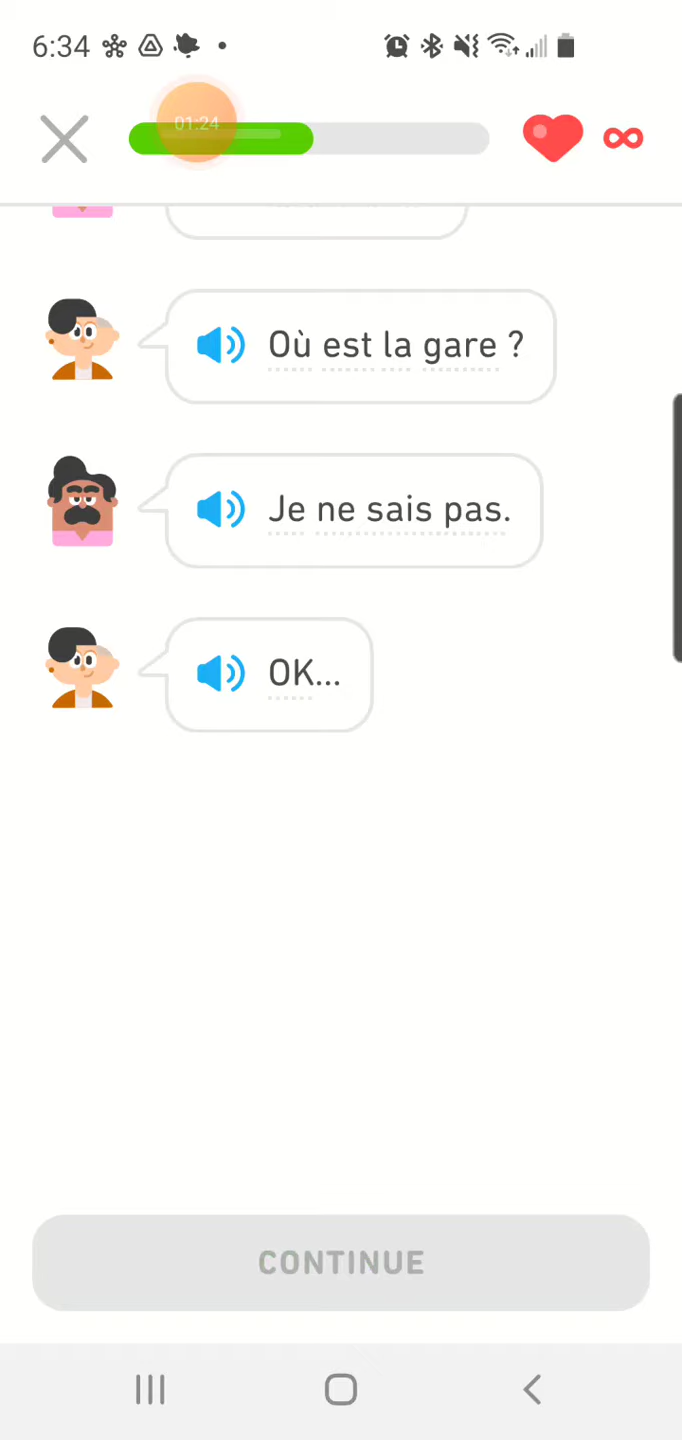 6:34
01:24
Où est la gare ?
Je ne sais pas.
OK...
CONTINUE